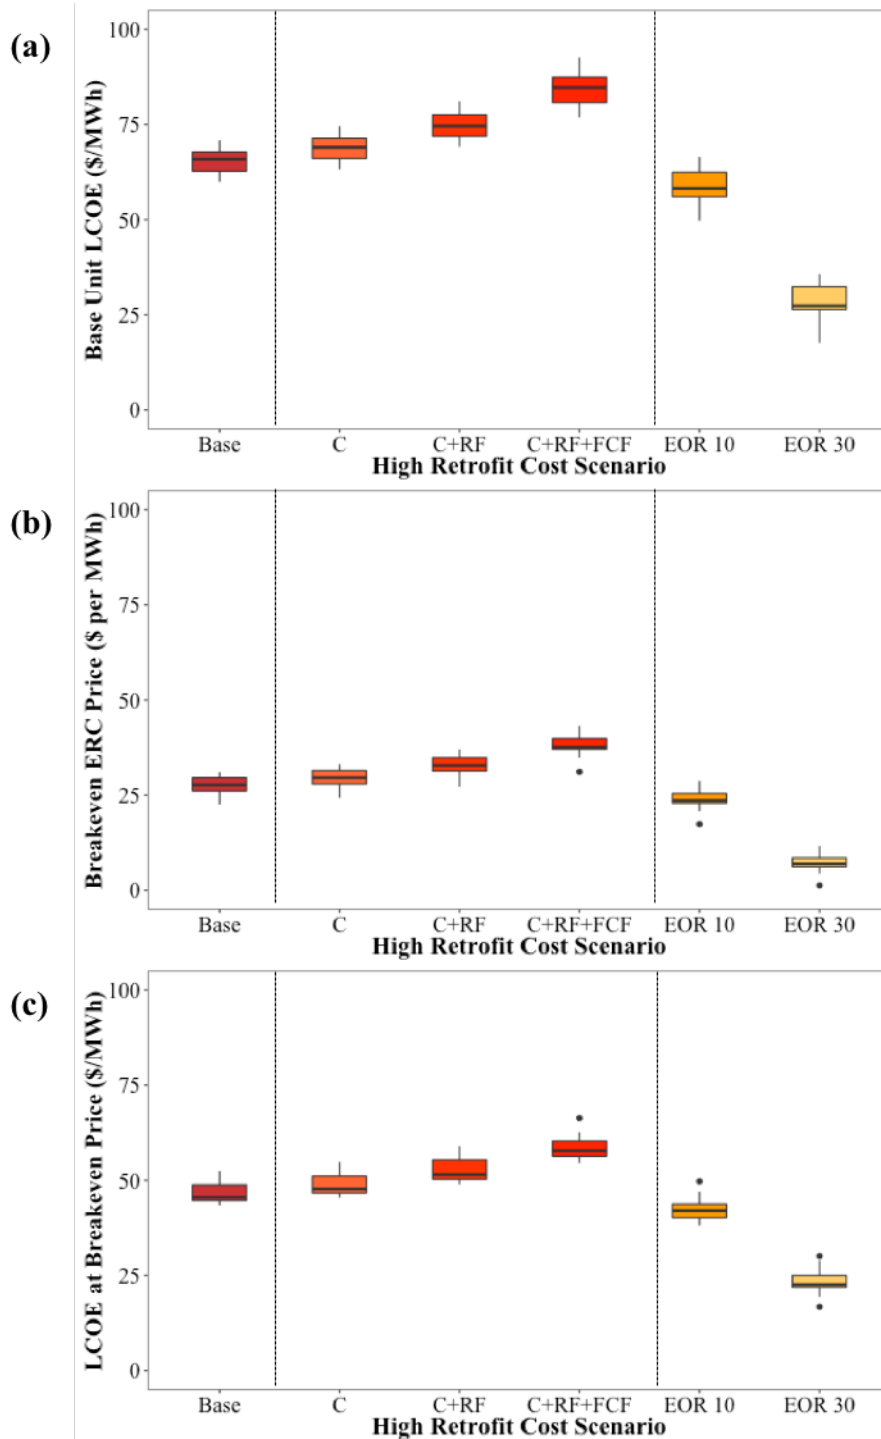 (a)
Base Unit LCOE ($/MWh)
100
75
50
25
0
Base C C+RF C+RF+FCF EOR 10 EOR 30
High Retrofit Cost Scenario
(b)
Breakeven ERC Price ($ per MWh)
100
75
50
25
0
Base C C+RF C+RF+FCF EOR 10 EOR 30
High Retrofit Cost Scenario
(c)
LCOE at Breakeven Price ($/MWh)
100
75
50
25
0
Base C C+RF C+RF+FCF EOR 10 EOR 30
High Retrofit Cost Scenario